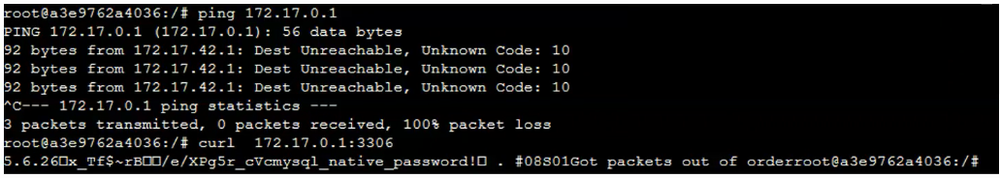 root@a3e9762a4036:/# ping 172.17.0.1
PING 172.17.0.1 (172.17.0.1): 56 data bytes
92 bytes from 172.17.42.1: Dest Unreachable, Unknown Code: 10
92 bytes from 172.17.42.1: Dest Unreachable, Unknown Code: 10
92 bytes from 172.17.42.1: Dest Unreachable, Unknown Code: 10
^C--- 172.17.0.1 ping statistics ---
3 packets transmitted, 0 packets received, 100% packet loss
root@a3e9762a4036:/# curl  172.17.0.1:3306
5.6.26□x_Tf$~rB□□/e/XPg5r_cVcmysql_native_password!□ . #08S01Got packets out of orderroot@a3e9762a4036:/#